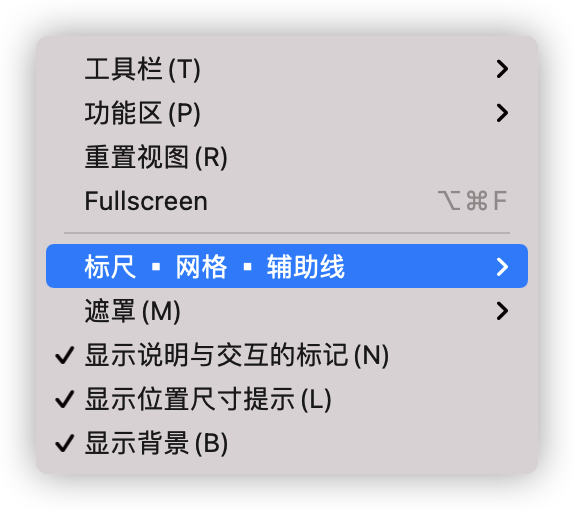 工具栏(T)
功能区(P)
重置视图(R)
Fullscreen ⌥⌘F
标尺 ▪ 网格 ▪ 辅助线
遮罩(M)
显示说明与交互的标记(N)
显示位置尺寸提示(L)
显示背景(B)